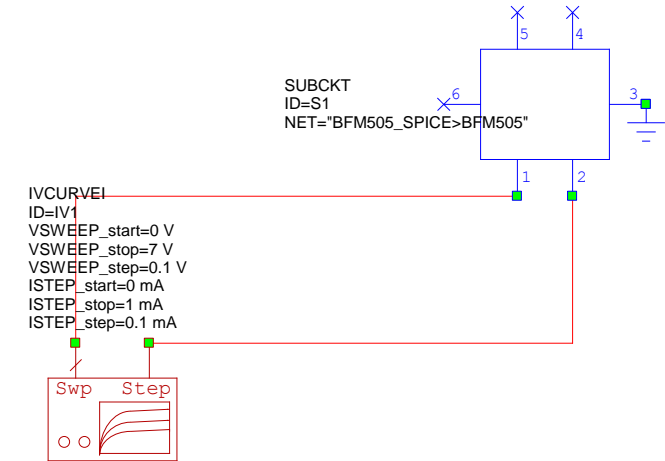 5
4
SUBCKT
ID=S1
NET="BFM505_SPICE>BFM505"
6
3
1
2
IVCURVEI
ID=IV1
VSWEEP_start=0 V
VSWEEP_stop=7 V
VSWEEP_step=0.1 V
ISTEP_start=0 mA
ISTEP_stop=1 mA
ISTEP_step=0.1 mA
Swp Step